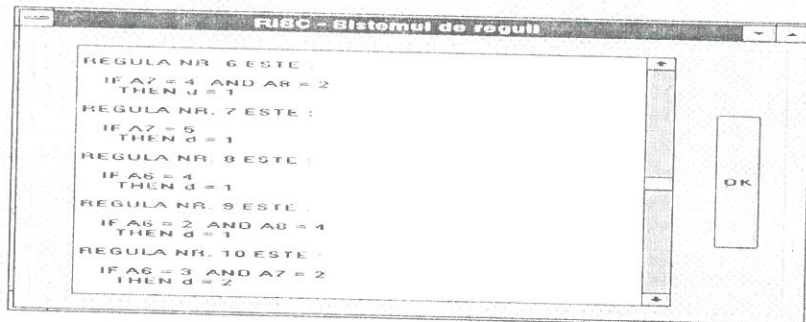 RISC - Sistemul de reguli
REGULA NR. 6 ESTE :
IF A7 = 4 AND A8 = 2
THEN d = 1
REGULA NR. 7 ESTE :
IF A7 = 5
THEN d = 1
REGULA NR. 8 ESTE :
IF A6 = 4
THEN d = 1
REGULA NR. 9 ESTE :
IF A6 = 2 AND A8 = 4
THEN d = 1
REGULA NR. 10 ESTE :
IF A6 = 3 AND A7 = 2
THEN d = 2
OK